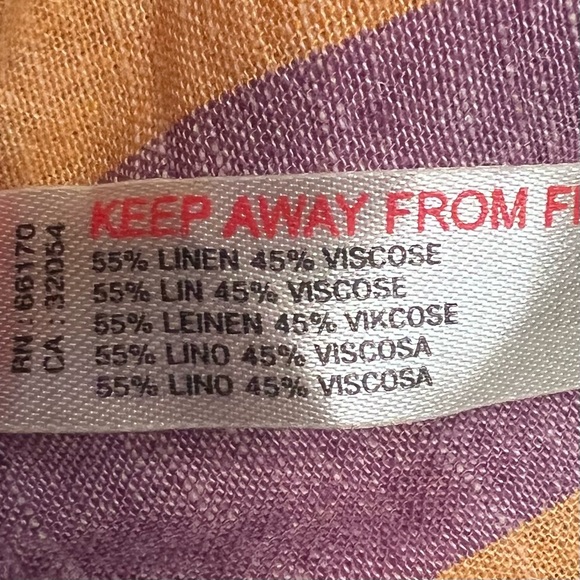 KEEP AWAY FROM
55% LINEN 45% VISCOSE
55% LIN 45% VISCOSE
55% LEINEN 45% VIKCOSE
55% LINO 45% VISCOSA
55% LINO 45% VISCOSA
RN : 66170
CA : 32054